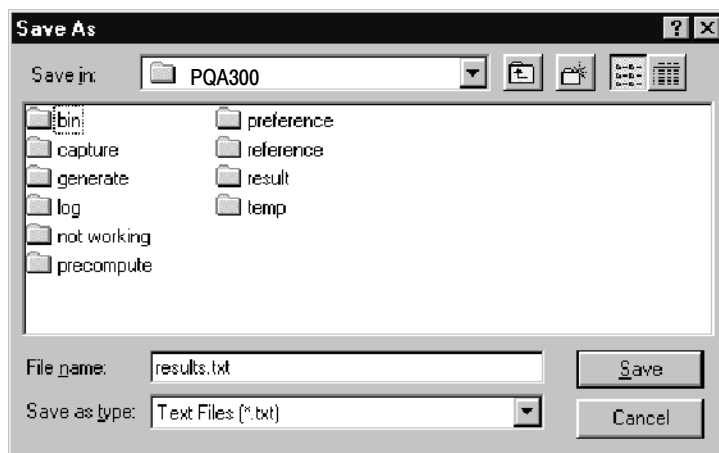 Save As
Save in: PQA300
bin
capture
generate
log
not working
precompute
preference
reference
result
temp
File name: results.txt Save
Save as type: Text Files (*.txt) Cancel